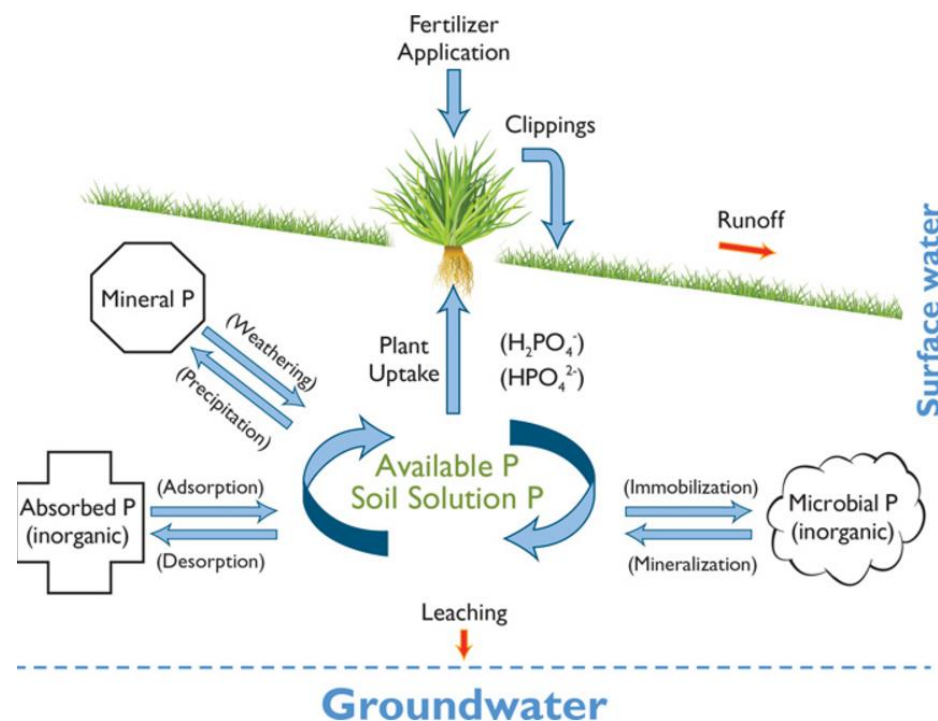 Fertilizer
Application
Clippings
Runoff
Surface water
Mineral P
(Weathering)
(Precipitation)
Plant
Uptake
(H₂PO₄⁻)
(HPO₄²⁻)
Available P
Soil Solution P
Absorbed P
(inorganic)
(Adsorption)
(Desorption)
(Immobilization)
(Mineralization)
Microbial P
(inorganic)
Leaching
Groundwater